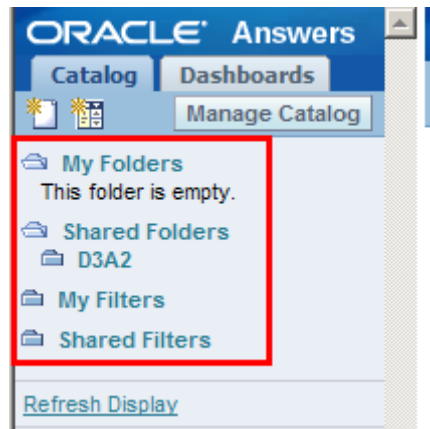 ORACLE Answers
Catalog Dashboards
Manage Catalog
My Folders
This folder is empty.
Shared Folders
D3A2
My Filters
Shared Filters
Refresh Display